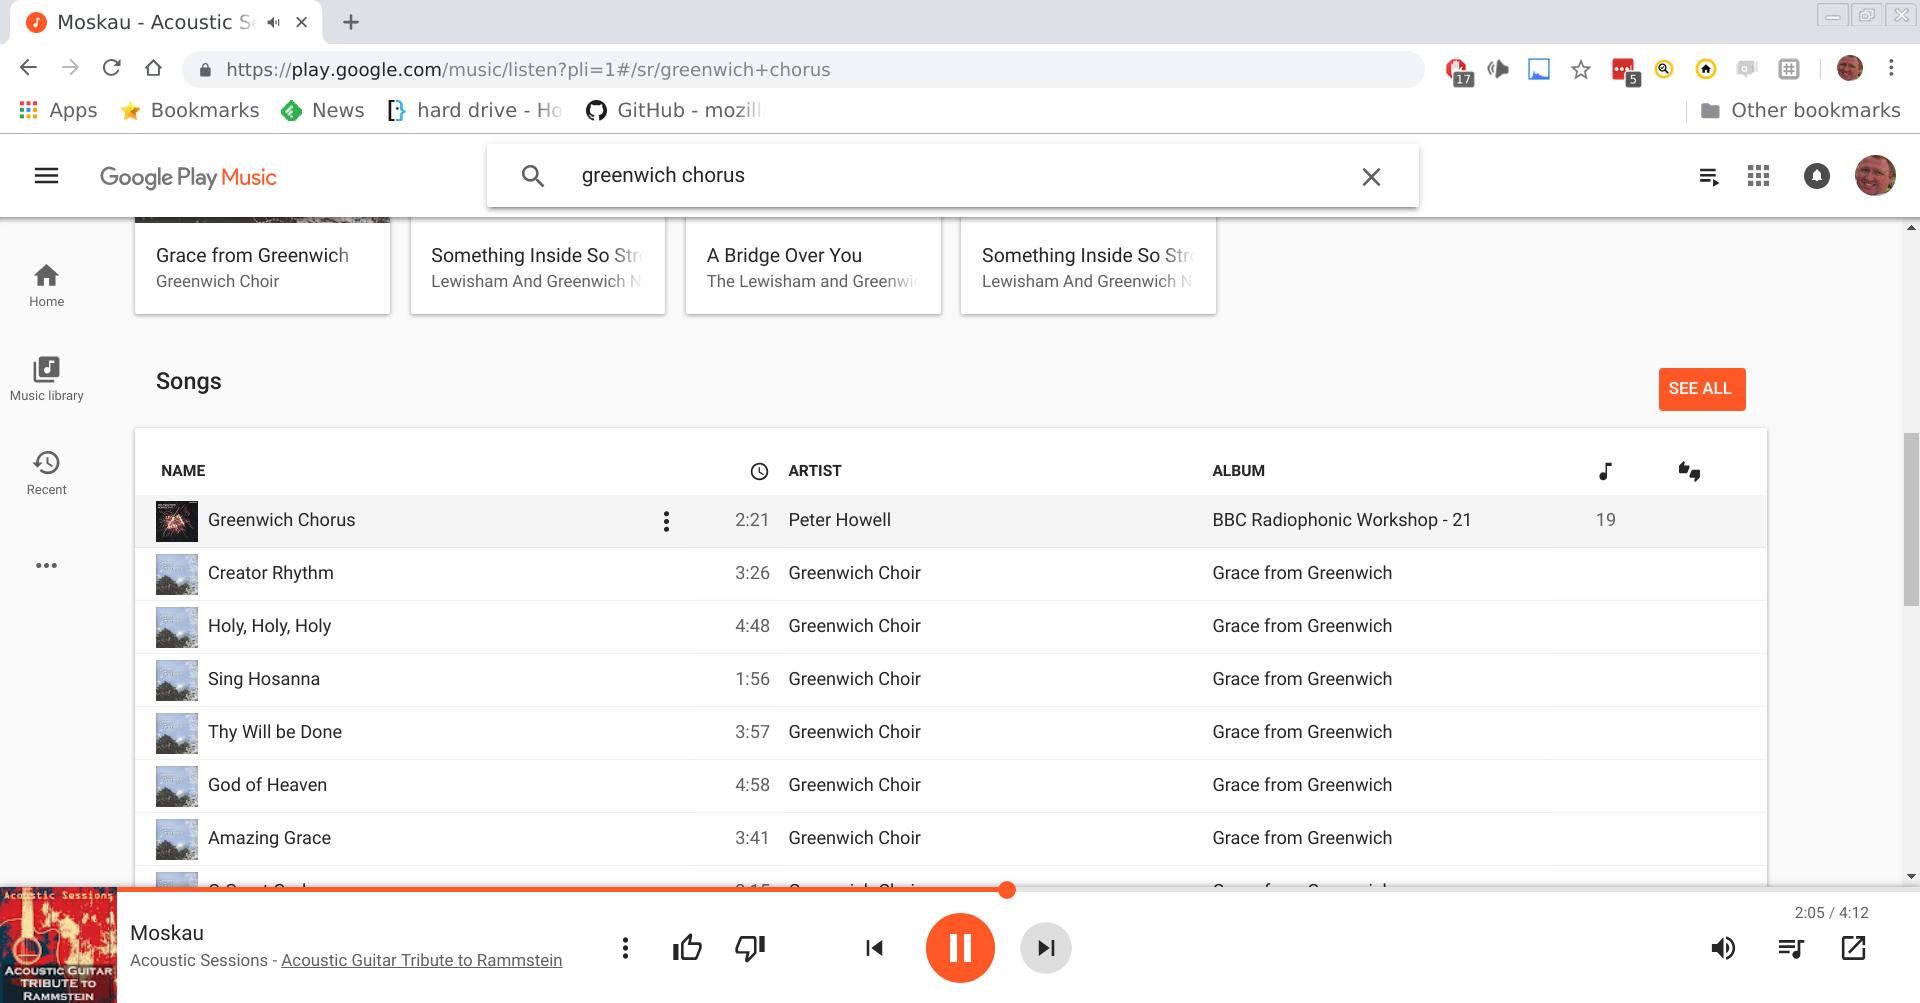 Moskau - Acoustic Se
https://play.google.com/music/listen?pli=1#/sr/greenwich+chorus
17
5
Apps
Bookmarks
News
hard drive - Ho
GitHub - mozill
Other bookmarks
Google Play Music
greenwich chorus
Grace from Greenwich
Greenwich Choir
Something Inside So Stro
Lewisham And Greenwich N
A Bridge Over You
The Lewisham and Greenwic
Something Inside So Stro
Lewisham And Greenwich N
Home
Music library
Recent
Songs
SEE ALL
NAME ARTIST ALBUM
Greenwich Chorus 2:21 Peter Howell BBC Radiophonic Workshop - 21 19
Creator Rhythm 3:26 Greenwich Choir Grace from Greenwich
Holy, Holy, Holy 4:48 Greenwich Choir Grace from Greenwich
Sing Hosanna 1:56 Greenwich Choir Grace from Greenwich
Thy Will be Done 3:57 Greenwich Choir Grace from Greenwich
God of Heaven 4:58 Greenwich Choir Grace from Greenwich
Amazing Grace 3:41 Greenwich Choir Grace from Greenwich
Acoustic Sessions
ACOUSTIC GUITAR
TRIBUTE TO
RAMMSTEIN
Moskau
Acoustic Sessions - Acoustic Guitar Tribute to Rammstein
2:05 / 4:12